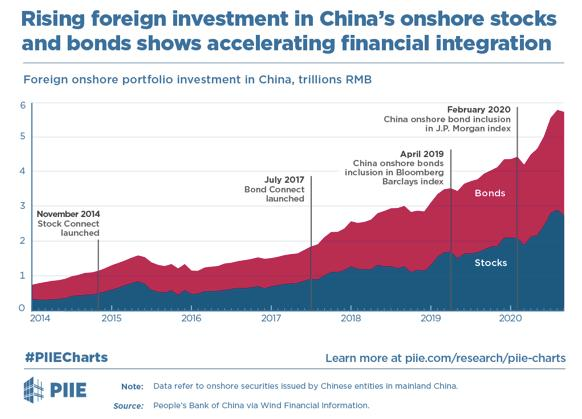 Rising foreign investment in China's onshore stocks
and bonds shows accelerating financial integration
Foreign onshore portfolio investment in China, trillions RMB
6
5
4
3
2
1
0
November 2014
Stock Connect
launched
July 2017
Bond Connect
launched
April 2019
China onshore bonds
inclusion in Bloomberg
Barclays index
February 2020
China onshore bond inclusion
in J.P. Morgan index
Bonds
Stocks
2014 2015 2016 2017 2018 2019 2020
#PIIECharts
Learn more at piie.com/research/piie-charts
PIIE
Note: Data refer to onshore securities issued by Chinese entities in mainland China.
Source: People's Bank of China via Wind Financial Information.